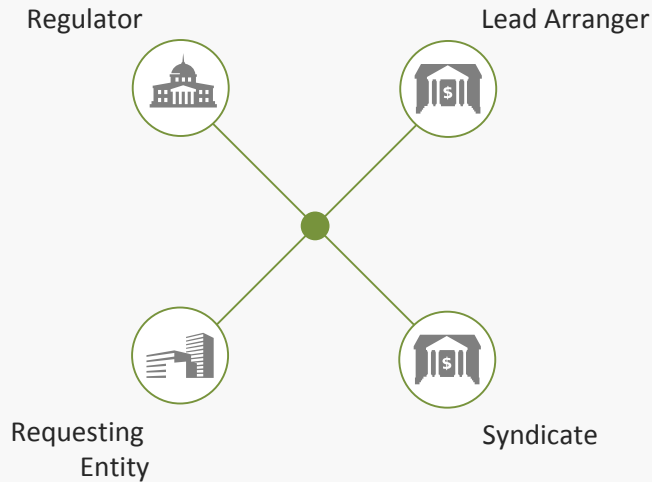 Regulator
Lead Arranger
$
$
Requesting
Entity
Syndicate